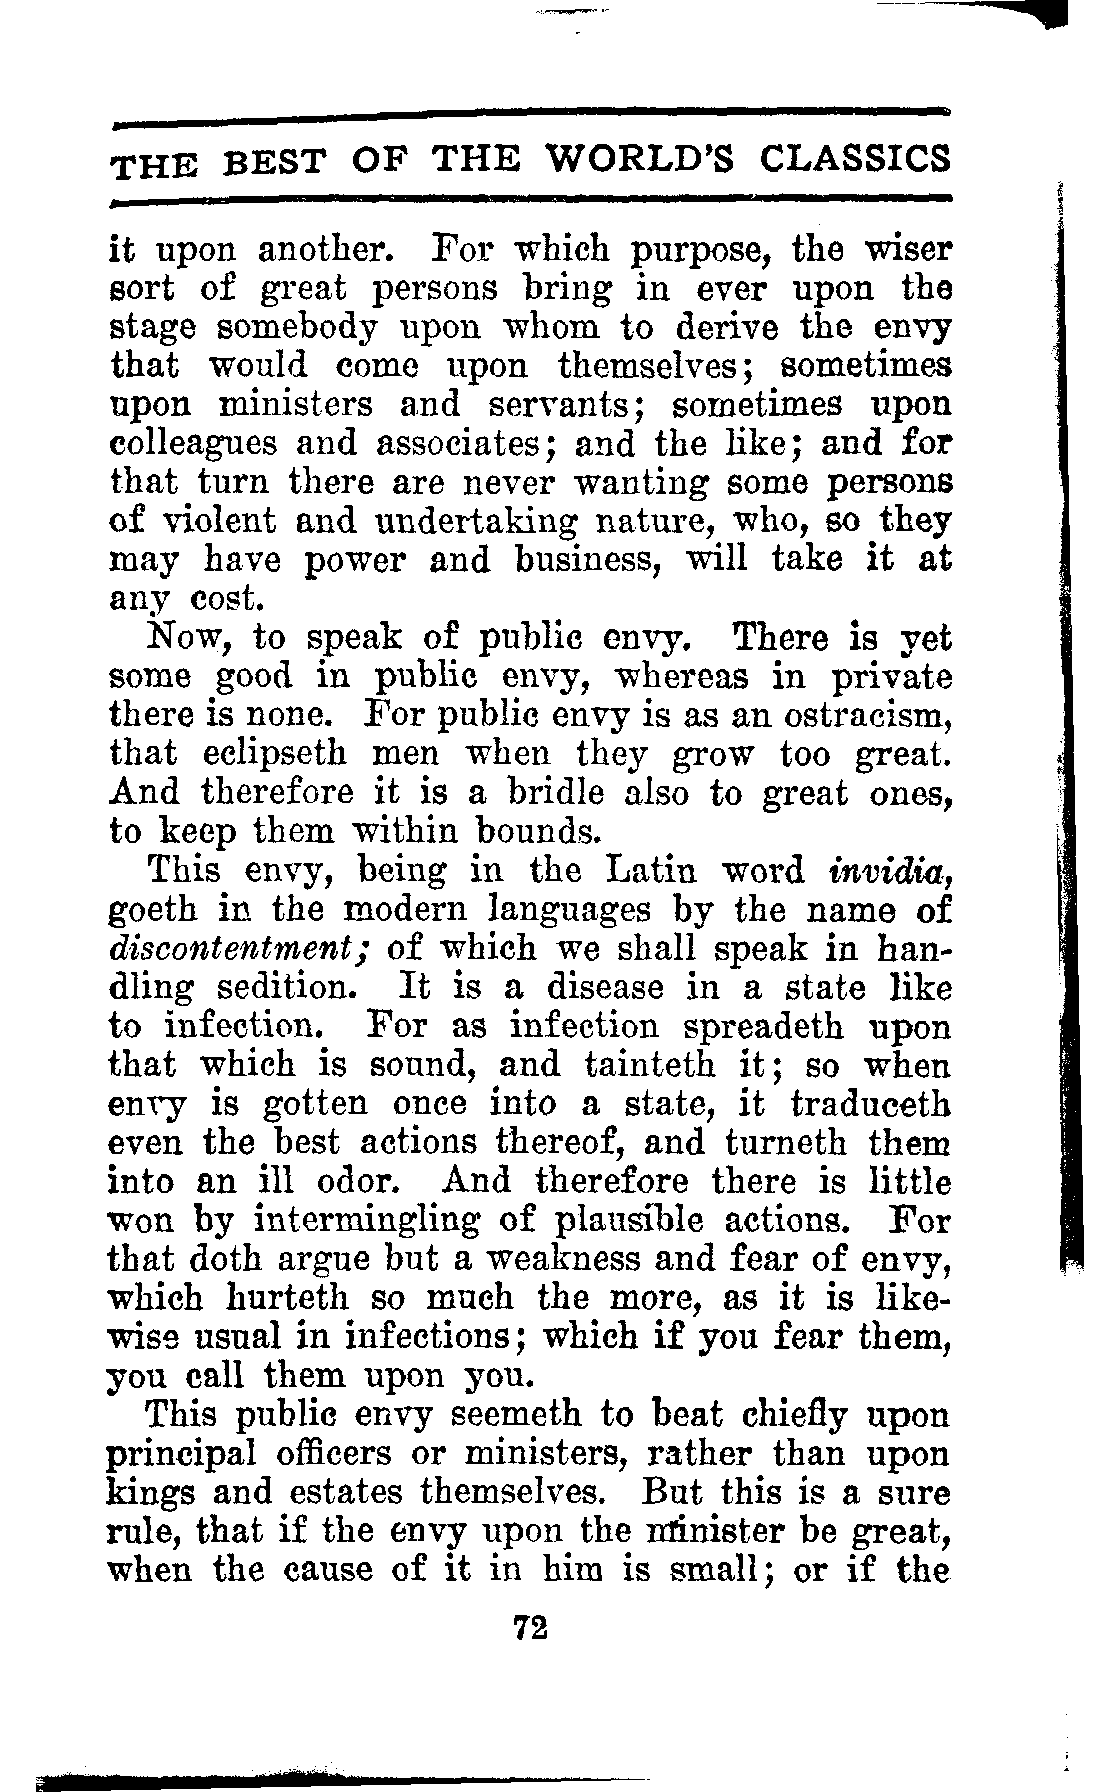 THE BEST OF THE WORLD'S CLASSICS
it upon another. For which purpose, the wiser
sort of great persons bring in ever upon the
stage somebody upon whom to derive the envy
that would come upon themselves; sometimes
upon ministers and servants; sometimes upon
colleagues and associates; and the like; and for
that turn there are never wanting some persons
of violent and undertaking nature, who, so they
may have power and business, will take it at
any cost.
Now, to speak of public envy. There is yet
some good in public envy, whereas in private
there is none. For public envy is as an ostracism,
that eclipseth men when they grow too great.
And therefore it is a bridle also to great ones,
to keep them within bounds.
This envy, being in the Latin word invidia,
goeth in the modern languages by the name of
discontentment; of which we shall speak in han-
dling sedition. It is a disease in a state like
to infection. For as infection spreadeth upon
that which is sound, and tainteth it; so when
envy is gotten once into a state, it traduceth
even the best actions thereof, and turneth them
into an ill odor. And therefore there is little
won by intermingling of plausible actions. For
that doth argue but a weakness and fear of envy,
which hurteth so much the more, as it is like-
wise usual in infections; which if you fear them,
you call them upon you.
This public envy seemeth to beat chiefly upon
principal officers or ministers, rather than upon
kings and estates themselves. But this is a sure
rule, that if the envy upon the minister be great,
when the cause of it in him is small; or if the
72